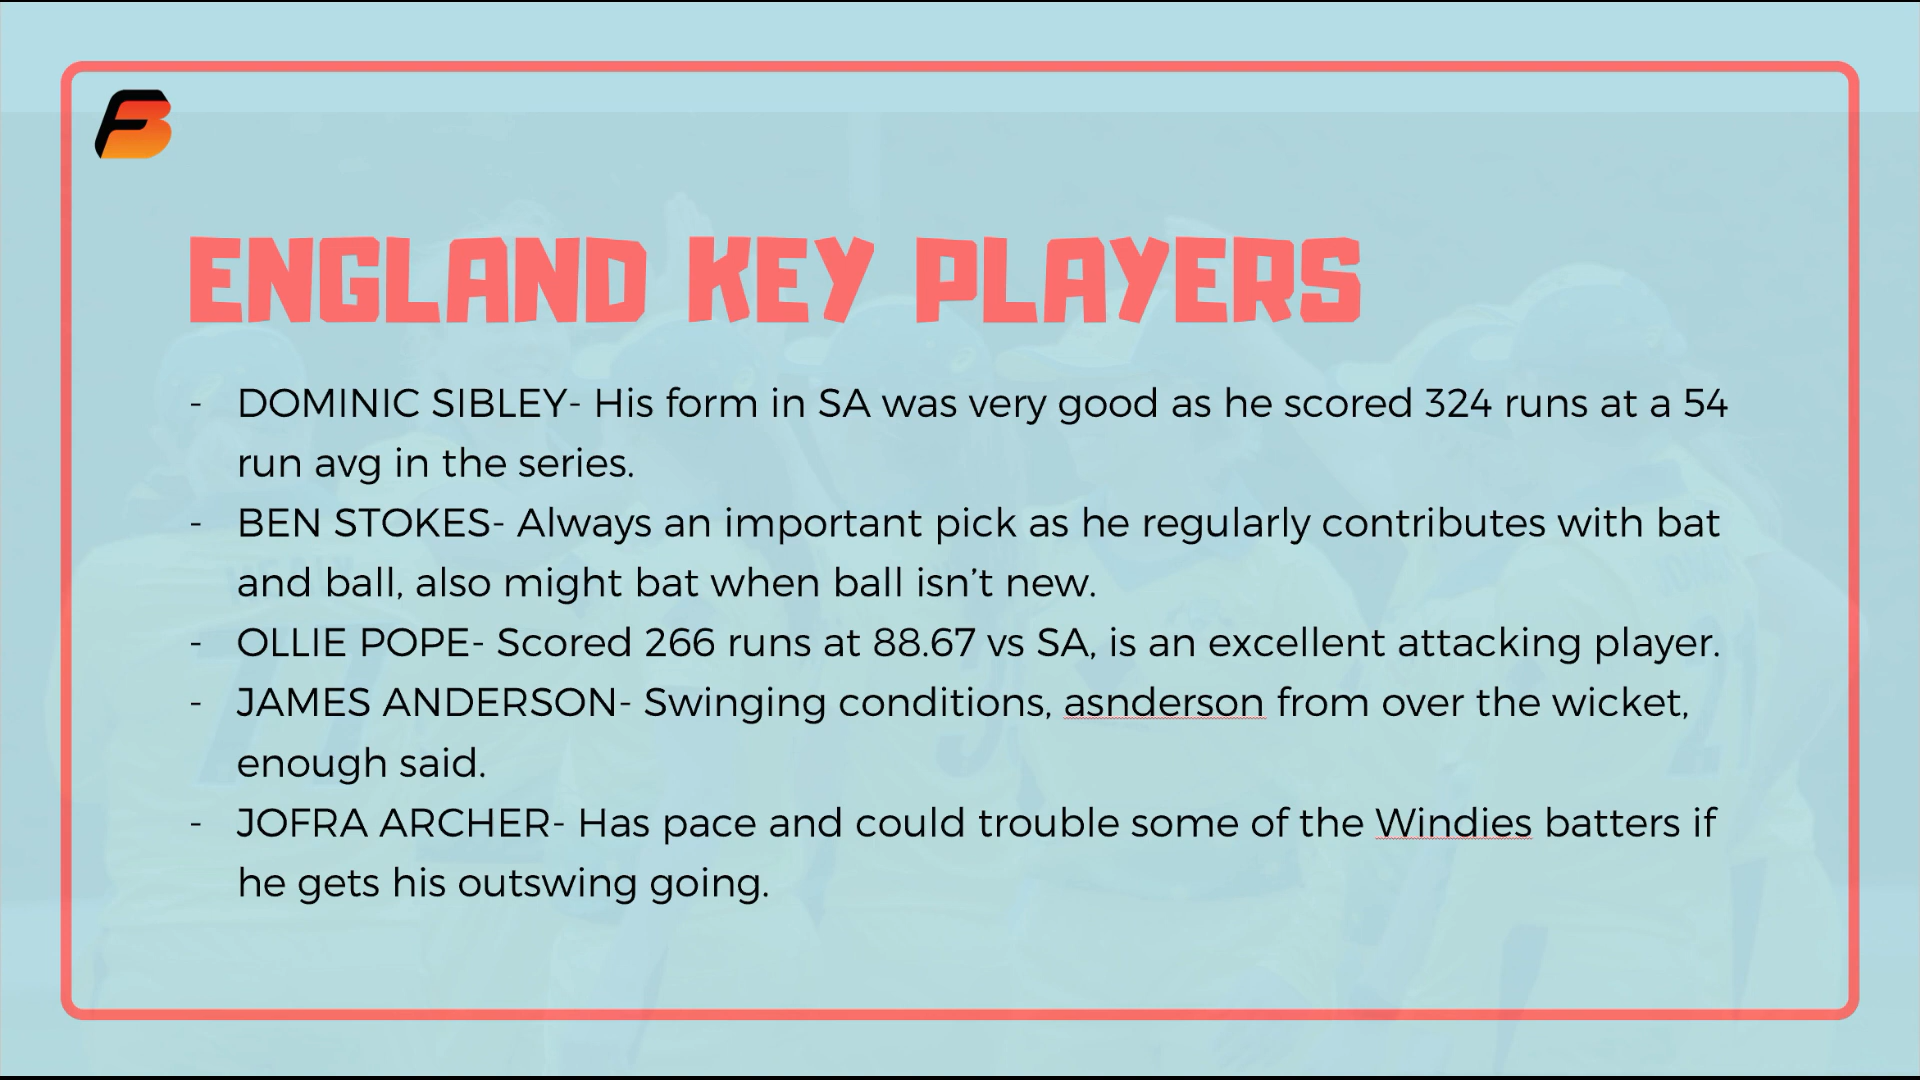 FB
ENGLAND KEY PLAYERS
- DOMINIC SIBLEY- His form in SA was very good as he scored 324 runs at a 54
run avg in the series.
- BEN STOKES- Always an important pick as he regularly contributes with bat
and ball, also might bat when ball isn't new.
- OLLIE POPE- Scored 266 runs at 88.67 vs SA, is an excellent attacking player.
- JAMES ANDERSON- Swinging conditions, asnderson from over the wicket,
enough said.
- JOFRA ARCHER- Has pace and could trouble some of the Windies batters if
he gets his outswing going.